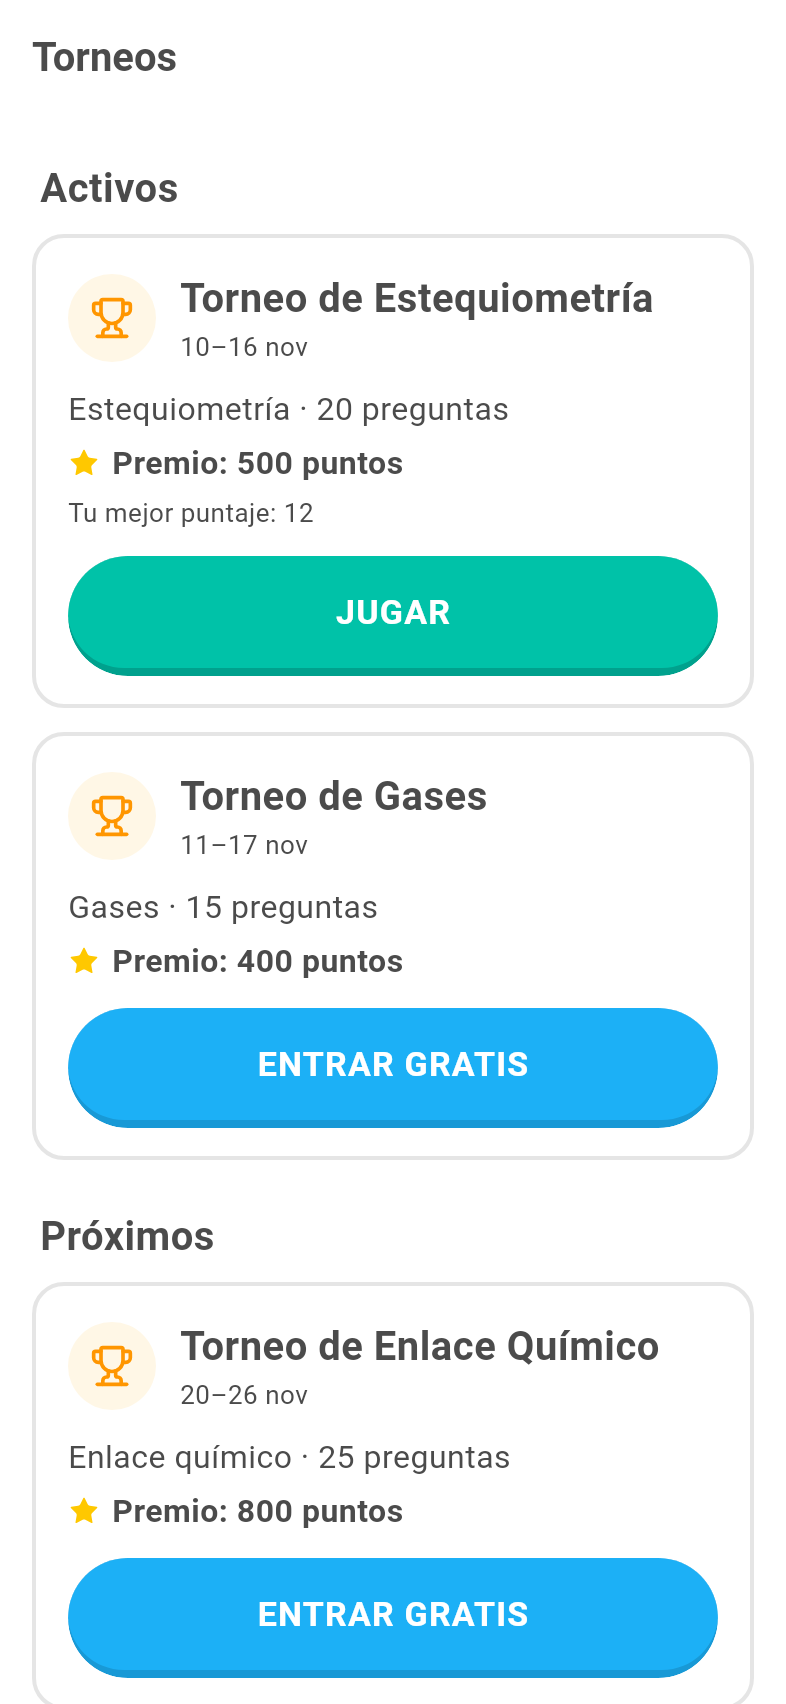 Torneos
Activos
Torneo de Estequiometría
10–16 nov
Estequiometría · 20 preguntas
Premio: 500 puntos
Tu mejor puntaje: 12
JUGAR
Torneo de Gases
11–17 nov
Gases · 15 preguntas
Premio: 400 puntos
ENTRAR GRATIS
Próximos
Torneo de Enlace Químico
20–26 nov
Enlace químico · 25 preguntas
Premio: 800 puntos
ENTRAR GRATIS